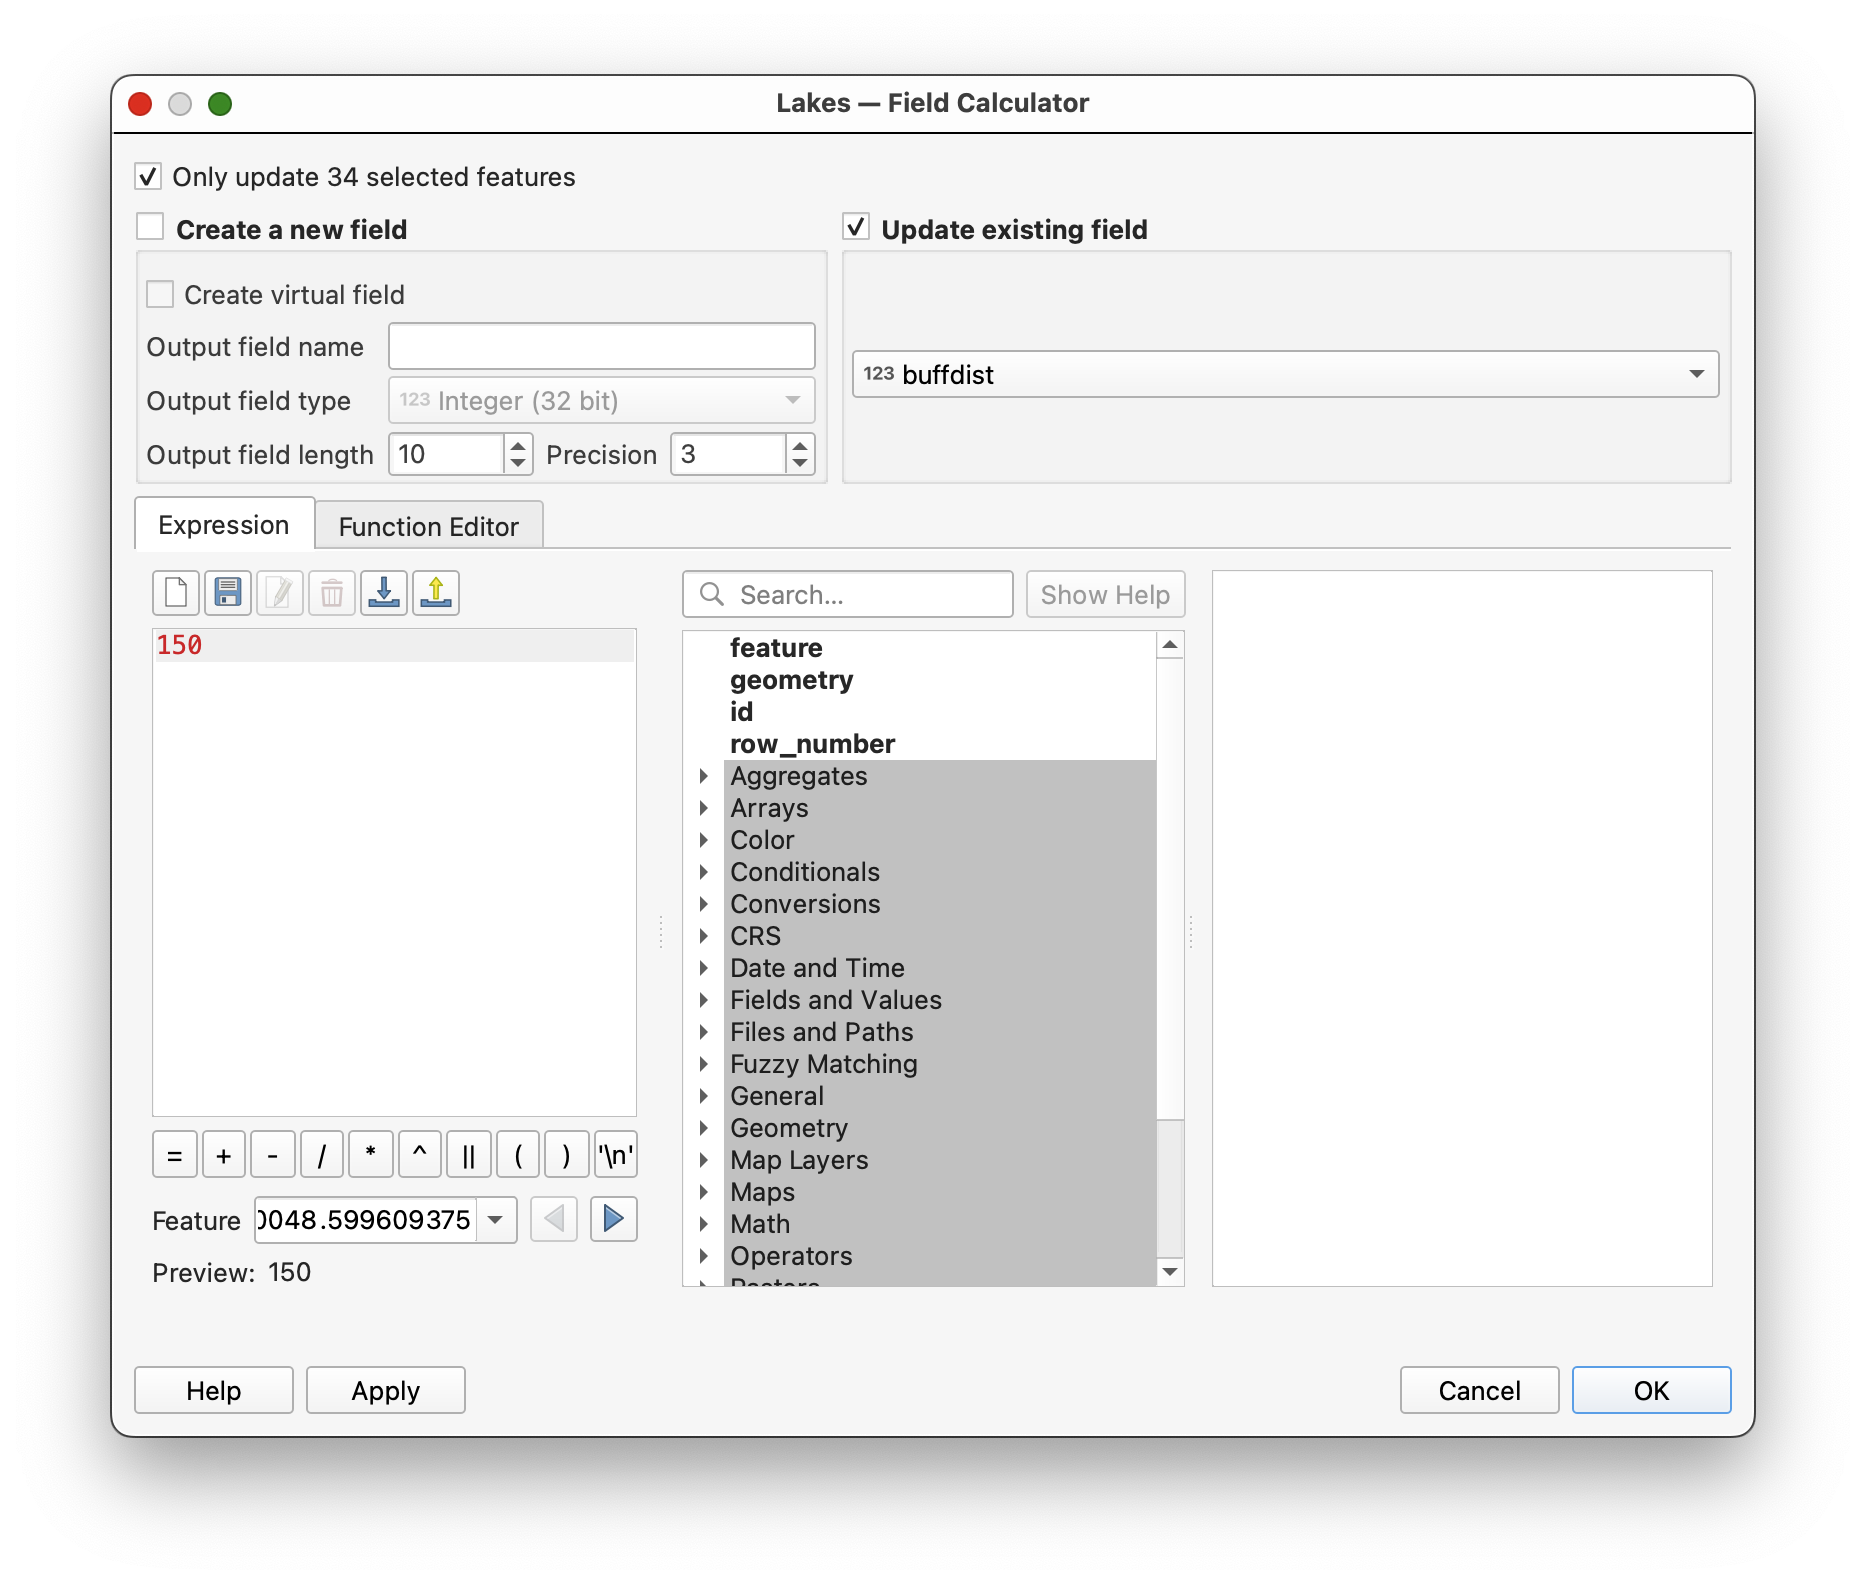 Lakes — Field Calculator
Only update 34 selected features
Create a new field
Update existing field
Create virtual field
Output field name
123 buffdist
Output field type 123 Integer (32 bit)
Output field length 10 Precision 3
Expression Function Editor
Search... Show Help
150
feature
geometry
id
row_number
Aggregates
Arrays
Color
Conditionals
Conversions
CRS
Date and Time
Fields and Values
Files and Paths
Fuzzy Matching
General
Geometry
Map Layers
Maps
Math
Operators
= + - / * ^ || ( ) '\n'
Feature 0048.599609375
Preview: 150
Help Apply Cancel OK